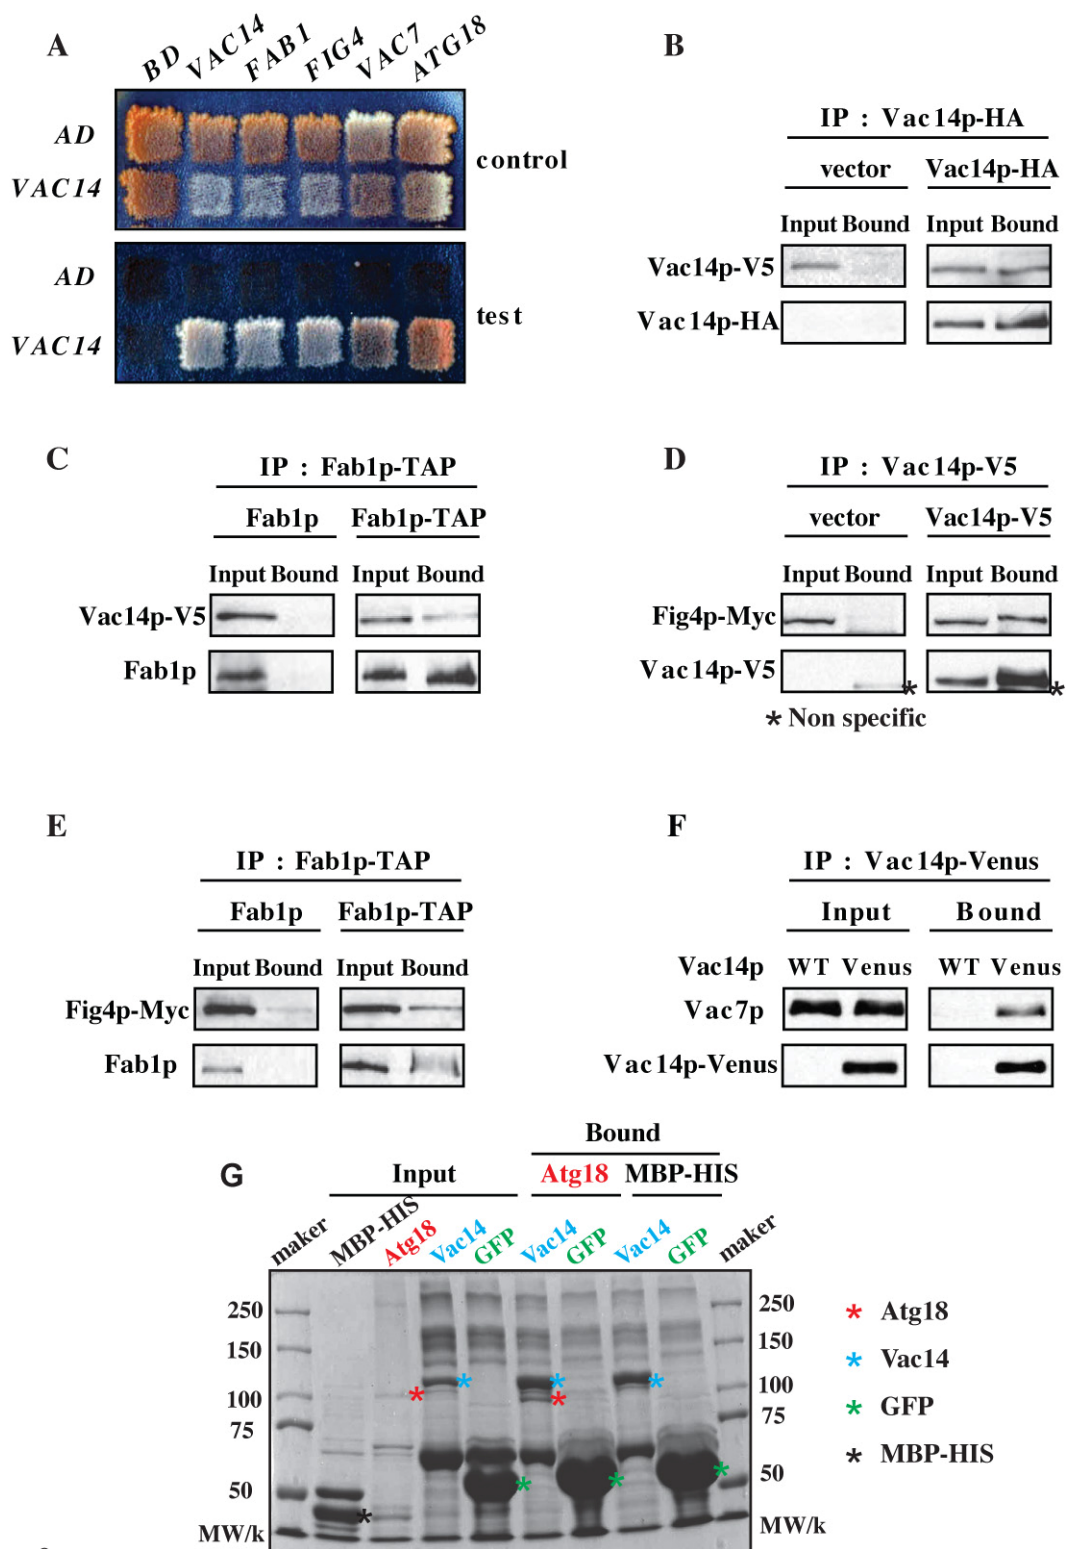 A
BD VAC14 FAB1 FIG4 VAC7 ATG18
AD
VAC14
control
AD
VAC14
test
B
IP : Vac14p-HA
vector Vac14p-HA
Input Bound Input Bound
Vac14p-V5
Vac14p-HA
C
IP : Fab1p-TAP
Fab1p Fab1p-TAP
Input Bound Input Bound
Vac14p-V5
Fab1p
D
IP : Vac14p-V5
vector Vac14p-V5
Input Bound Input Bound
Fig4p-Myc
Vac14p-V5 * *
* Non specific
E
IP : Fab1p-TAP
Fab1p Fab1p-TAP
Input Bound Input Bound
Fig4p-Myc
Fab1p
F
IP : Vac14p-Venus
Input Bound
Vac14p WT Venus WT Venus
Vac7p
Vac14p-Venus
G
Bound
Input Atg18 MBP-HIS
maker MBP-HIS Atg18 Vac14 GFP Vac14 GFP Vac14 GFP maker
250 250
150 150
100 100
75 75
50 50
MW/k MW/k
* Atg18
* Vac14
* GFP
* MBP-HIS